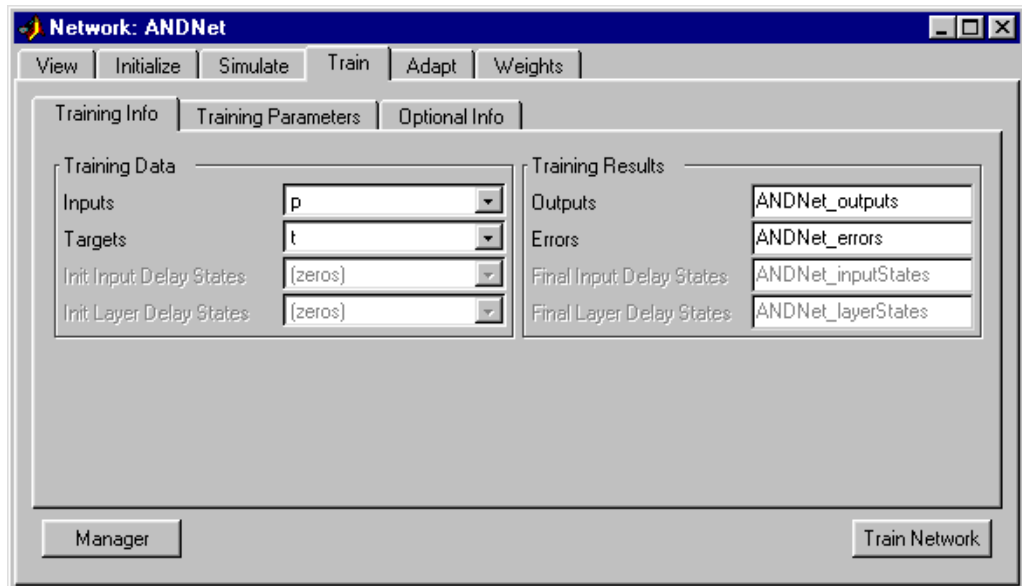 Network: ANDNet
View Initialize Simulate Train Adapt Weights
Training Info Training Parameters Optional Info
Training Data
Inputs p
Targets t
Init Input Delay States (zeros)
Init Layer Delay States (zeros)
Training Results
Outputs ANDNet_outputs
Errors ANDNet_errors
Final Input Delay States ANDNet_inputStates
Final Layer Delay States ANDNet_layerStates
Manager Train Network